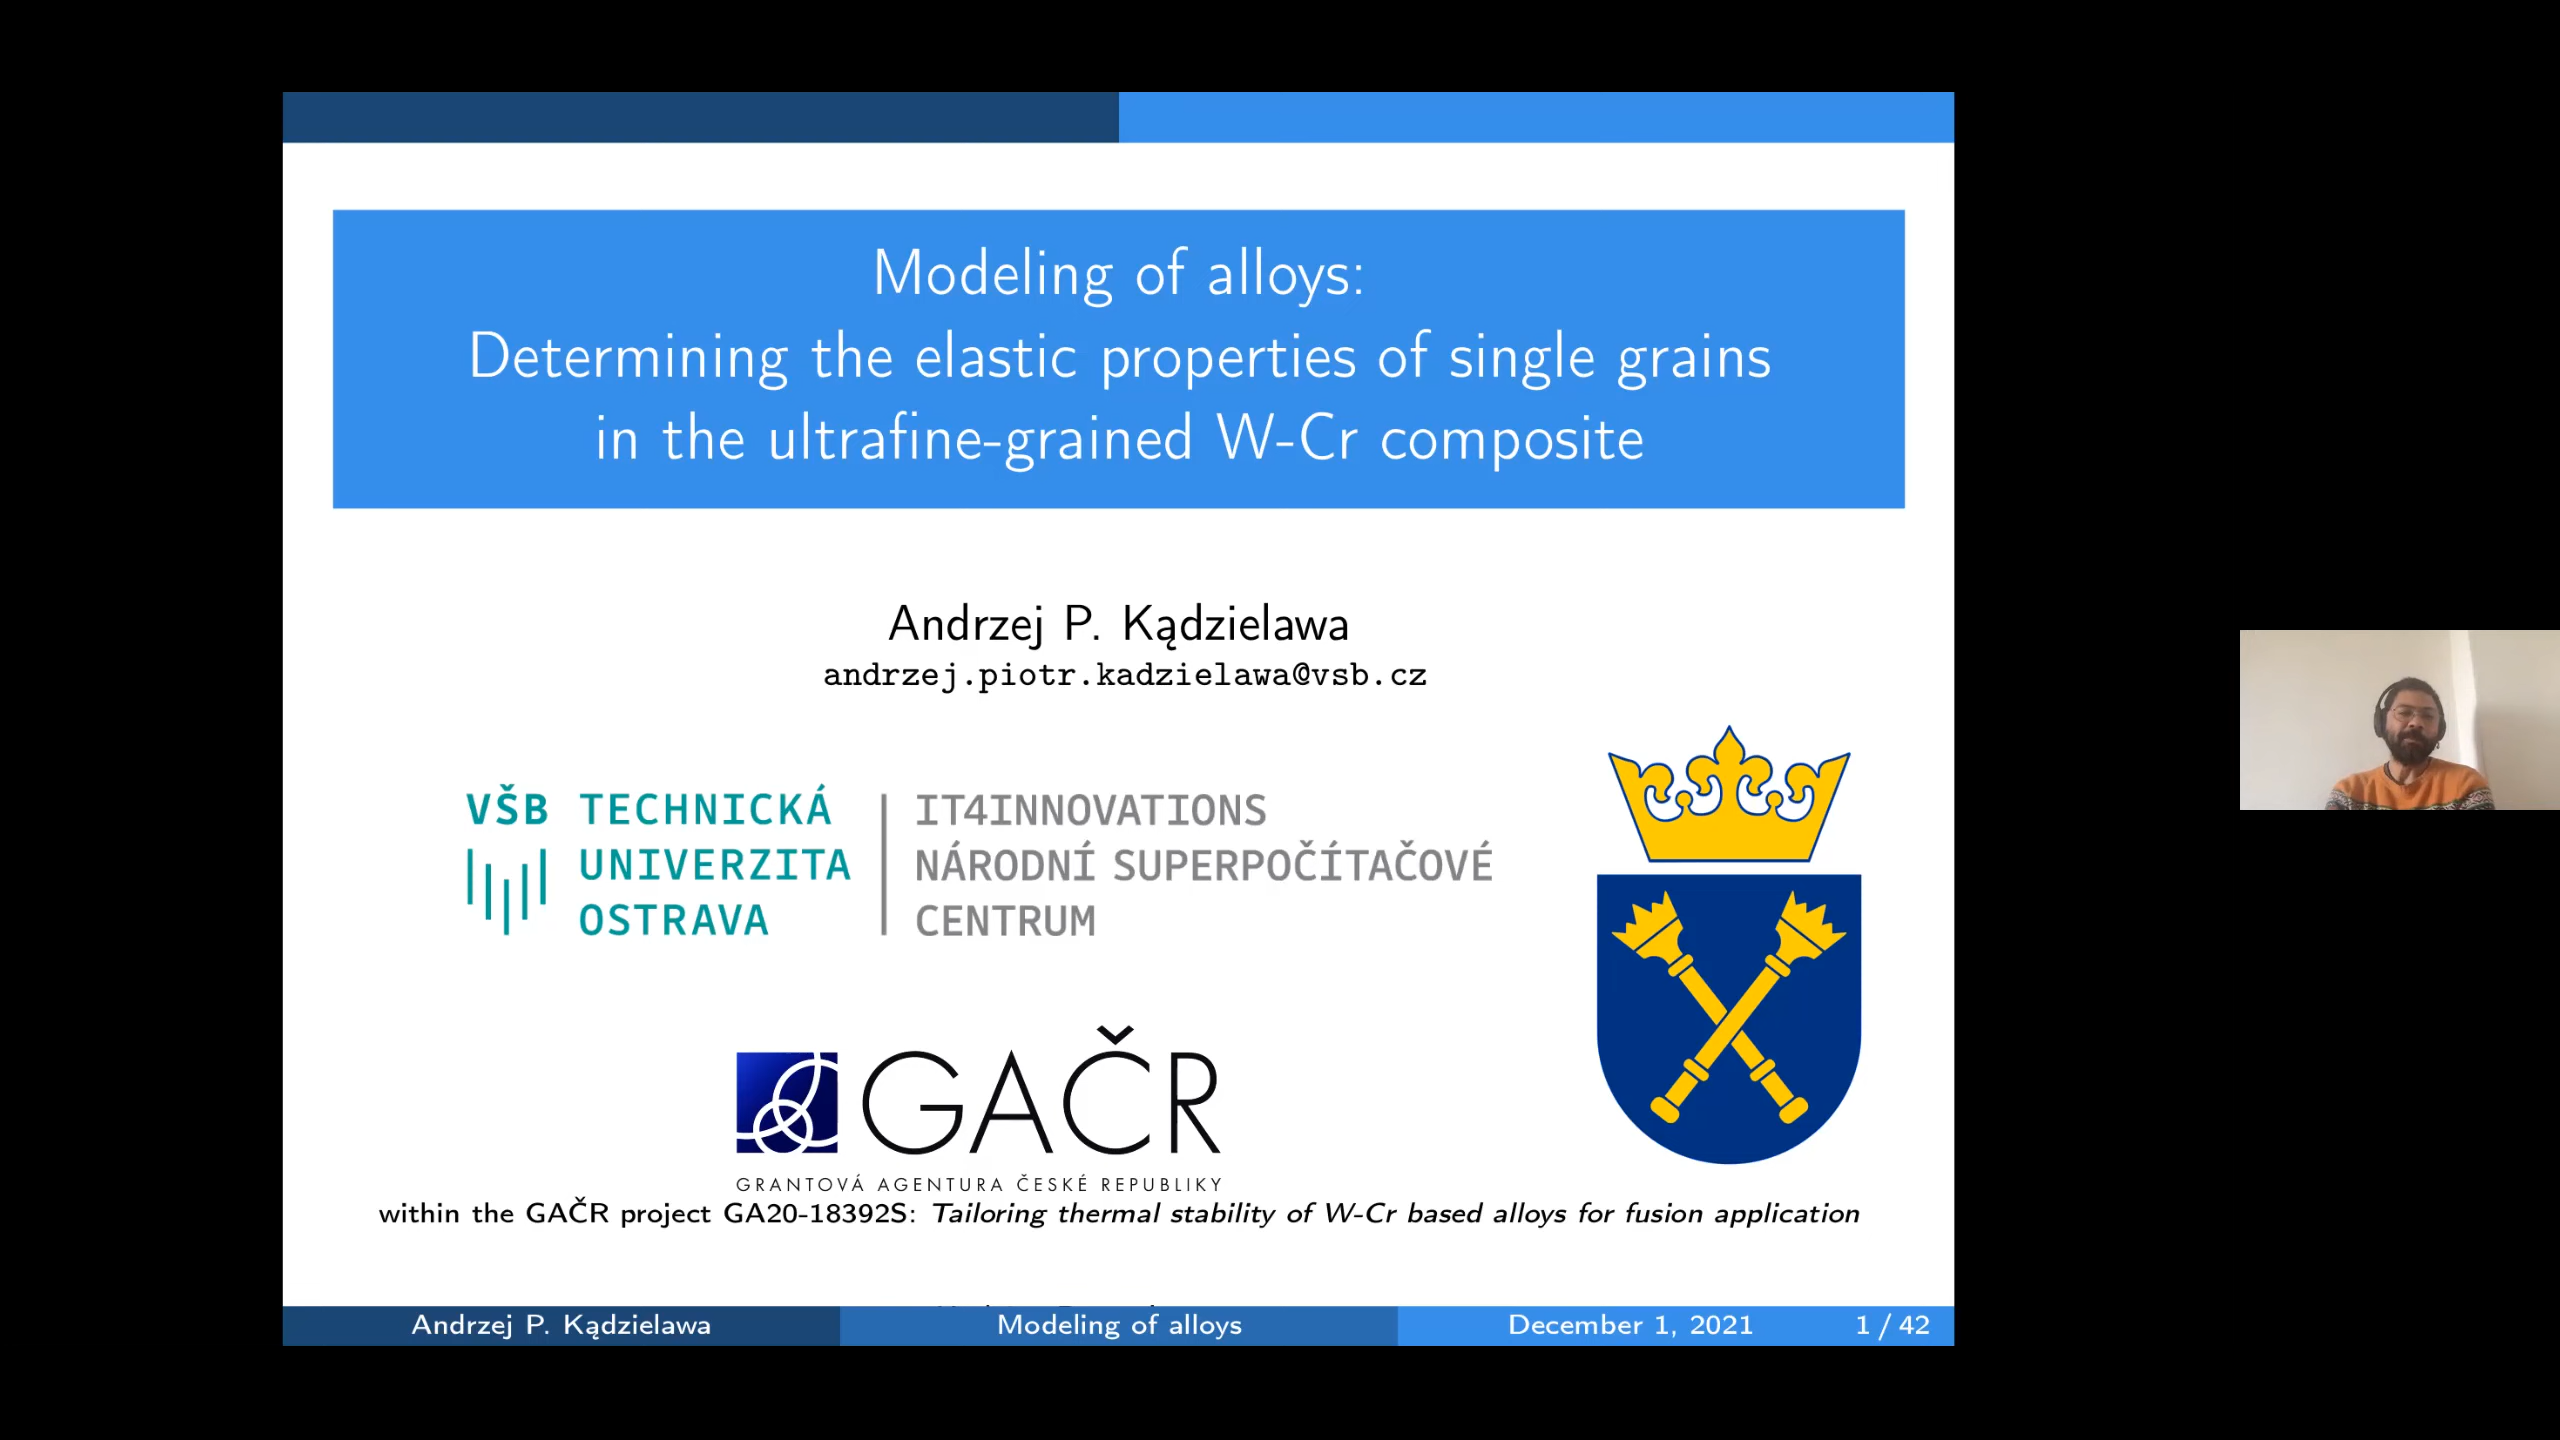 Modeling of alloys:
Determining the elastic properties of single grains
in the ultrafine-grained W-Cr composite
Andrzej P. Kądzielawa
andrzej.piotr.kadzielawa@vsb.cz
VŠB TECHNICKÁ
UNIVERZITA
OSTRAVA
IT4INNOVATIONS
NÁRODNÍ SUPERPOČÍTAČOVÉ
CENTRUM
GAČR
GRANTOVÁ AGENTURA ČESKÉ REPUBLIKY
within the GAČR project GA20-18392S: Tailoring thermal stability of W-Cr based alloys for fusion application
Andrzej P. Kądzielawa Modeling of alloys December 1, 2021 1 / 42